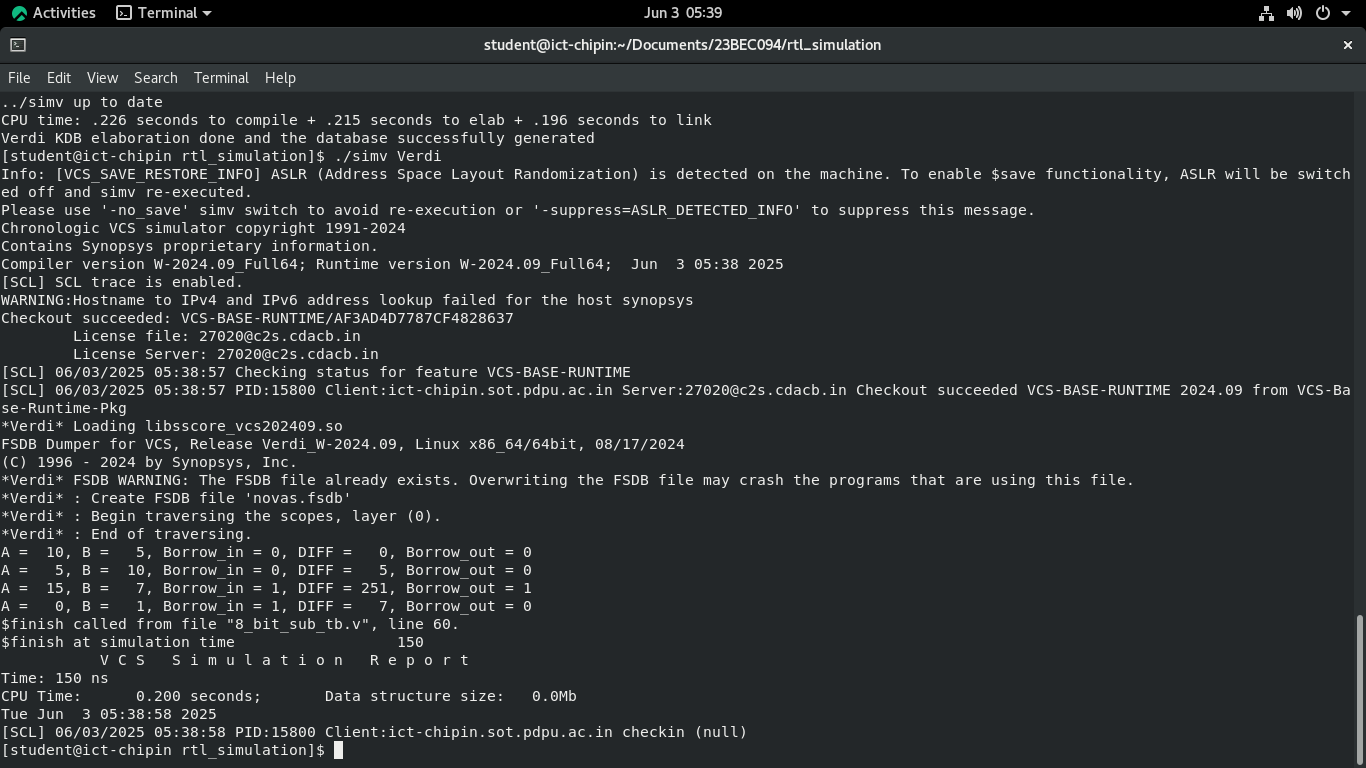 Activities Terminal Jun 3 05:39
student@ict-chipin:~/Documents/23BEC094/rtl_simulation ×
File Edit View Search Terminal Help
../simv up to date
CPU time: .226 seconds to compile + .215 seconds to elab + .196 seconds to link
Verdi KDB elaboration done and the database successfully generated
[student@ict-chipin rtl_simulation]$ ./simv Verdi
Info: [VCS_SAVE_RESTORE_INFO] ASLR (Address Space Layout Randomization) is detected on the machine. To enable $save functionality, ASLR will be switch
ed off and simv re-executed.
Please use '-no_save' simv switch to avoid re-execution or '-suppress=ASLR_DETECTED_INFO' to suppress this message.
Chronologic VCS simulator copyright 1991-2024
Contains Synopsys proprietary information.
Compiler version W-2024.09_Full64; Runtime version W-2024.09_Full64;  Jun  3 05:38 2025
[SCL] SCL trace is enabled.
WARNING:Hostname to IPv4 and IPv6 address lookup failed for the host synopsys
Checkout succeeded: VCS-BASE-RUNTIME/AF3AD4D7787CF4828637
        License file: 27020@c2s.cdacb.in
        License Server: 27020@c2s.cdacb.in
[SCL] 06/03/2025 05:38:57 Checking status for feature VCS-BASE-RUNTIME
[SCL] 06/03/2025 05:38:57 PID:15800 Client:ict-chipin.sot.pdpu.ac.in Server:27020@c2s.cdacb.in Checkout succeeded VCS-BASE-RUNTIME 2024.09 from VCS-Ba
se-Runtime-Pkg
*Verdi* Loading libsscore_vcs202409.so
FSDB Dumper for VCS, Release Verdi_W-2024.09, Linux x86_64/64bit, 08/17/2024
(C) 1996 - 2024 by Synopsys, Inc.
*Verdi* FSDB WARNING: The FSDB file already exists. Overwriting the FSDB file may crash the programs that are using this file.
*Verdi* : Create FSDB file 'novas.fsdb'
*Verdi* : Begin traversing the scopes, layer (0).
*Verdi* : End of traversing.
A =  10, B =   5, Borrow_in = 0, DIFF =   0, Borrow_out = 0
A =   5, B =  10, Borrow_in = 0, DIFF =   5, Borrow_out = 0
A =  15, B =   7, Borrow_in = 1, DIFF = 251, Borrow_out = 1
A =   0, B =   1, Borrow_in = 1, DIFF =   7, Borrow_out = 0
$finish called from file "8_bit_sub_tb.v", line 60.
$finish at simulation time                  150
           V C S   S i m u l a t i o n   R e p o r t
Time: 150 ns
CPU Time:      0.200 seconds;       Data structure size:   0.0Mb
Tue Jun  3 05:38:58 2025
[SCL] 06/03/2025 05:38:58 PID:15800 Client:ict-chipin.sot.pdpu.ac.in checkin (null)
[student@ict-chipin rtl_simulation]$